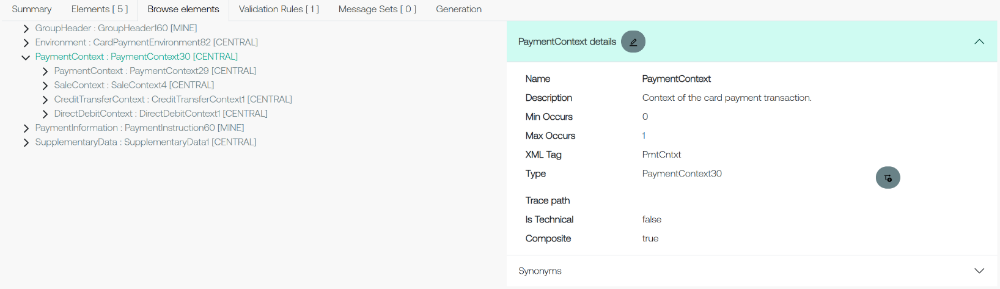 Summary Elements [ 5 ] Browse elements Validation Rules [ 1 ] Message Sets [ 0 ] Generation
GroupHeader : GroupHeader160 [MINE]
Environment : CardPaymentEnvironment82 [CENTRAL]
PaymentContext : PaymentContext30 [CENTRAL]
PaymentContext : PaymentContext29 [CENTRAL]
SaleContext : SaleContext4 [CENTRAL]
CreditTransferContext : CreditTransferContext1 [CENTRAL]
DirectDebitContext : DirectDebitContext1 [CENTRAL]
PaymentInformation : PaymentInstruction60 [MINE]
SupplementaryData : SupplementaryData1 [CENTRAL]
PaymentContext details
Name PaymentContext
Description Context of the card payment transaction.
Min Occurs 0
Max Occurs 1
XML Tag PmtCntxt
Type PaymentContext30
Trace path
Is Technical false
Composite true
Synonyms